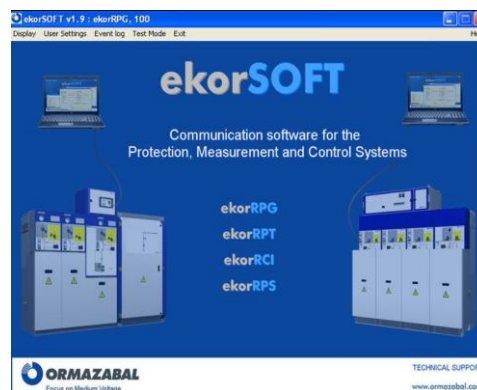 ekorSOFT v1.9 : ekorRPG, 100
Display User Settings Event log Test Mode Exit
ekorSOFT
Communication software for the
Protection, Measurement and Control Systems
ekorRPG
ekorRPT
ekorRCI
ekorRPS
ORMAZABAL
Focus on Medium Voltage
TECHNICAL SUPPOR
www.ormazabal.co